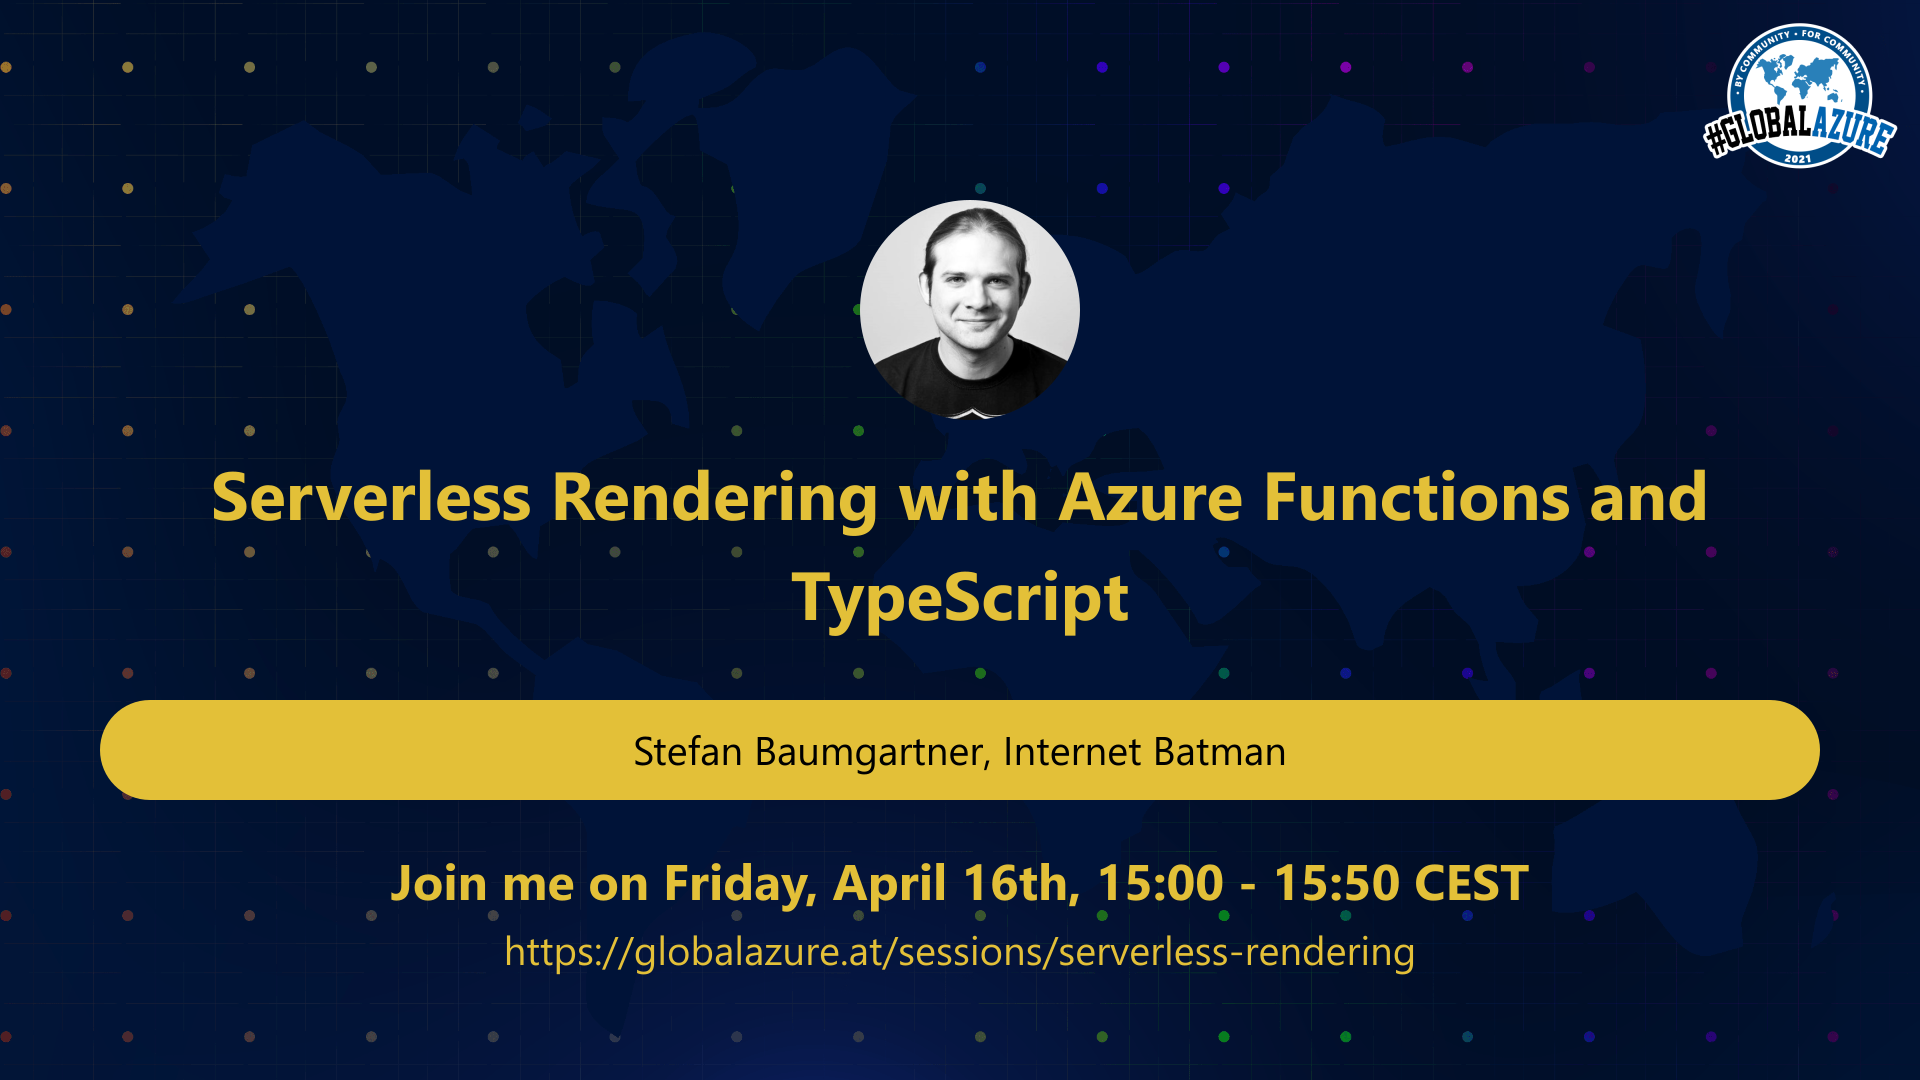 • BY COMMUNITY • FOR COMMUNITY •
#GLOBALAZURE
2021
Serverless Rendering with Azure Functions and
TypeScript
Stefan Baumgartner, Internet Batman
Join me on Friday, April 16th, 15:00 - 15:50 CEST
https://globalazure.at/sessions/serverless-rendering